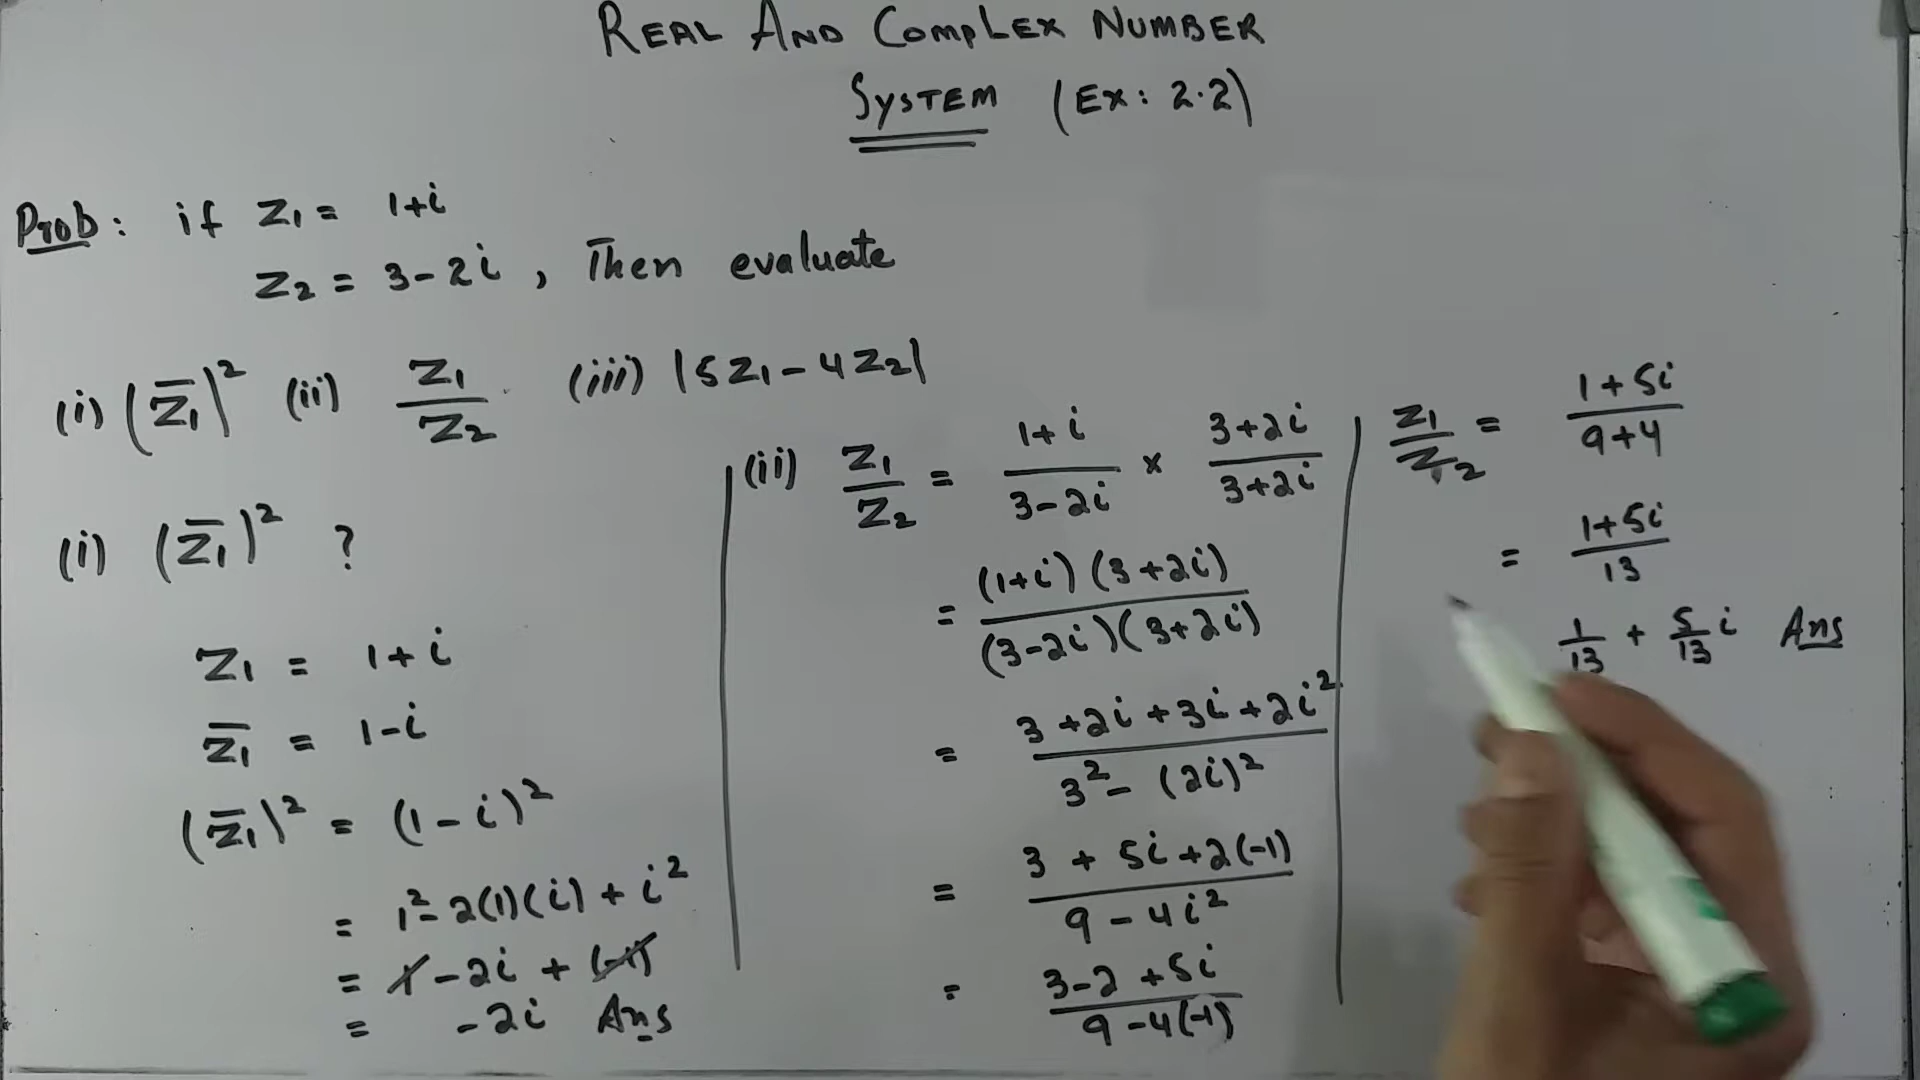 REAL AND COMPLEX NUMBER
SYSTEM (EX: 2.2)
Prob: if Z₁ = 1+i
Z₂ = 3-2i, Then evaluate
(i) (Z̅₁)² (ii) Z₁/Z₂ (iii) |5Z₁-4Z₂|
(i) (Z̅₁)² ?
Z₁ = 1+i
Z̅₁ = 1-i
(Z̅₁)² = (1-i)²
= 1²-2(1)(i)+i²
= 1-2i+(-1)
= -2i Ans
(ii) Z₁/Z₂ = (1+i)/(3-2i) × (3+2i)/(3+2i)
= (1+i)(3+2i)/(3-2i)(3+2i)
= (3+2i+3i+2i²)/(3²-(2i)²)
= (3+5i+2(-1))/(9-4i²)
= (3-2+5i)/(9-4(-1))
Z₁/Z₂ = (1+5i)/(9+4)
= (1+5i)/13
1/13 + 5/13 i Ans